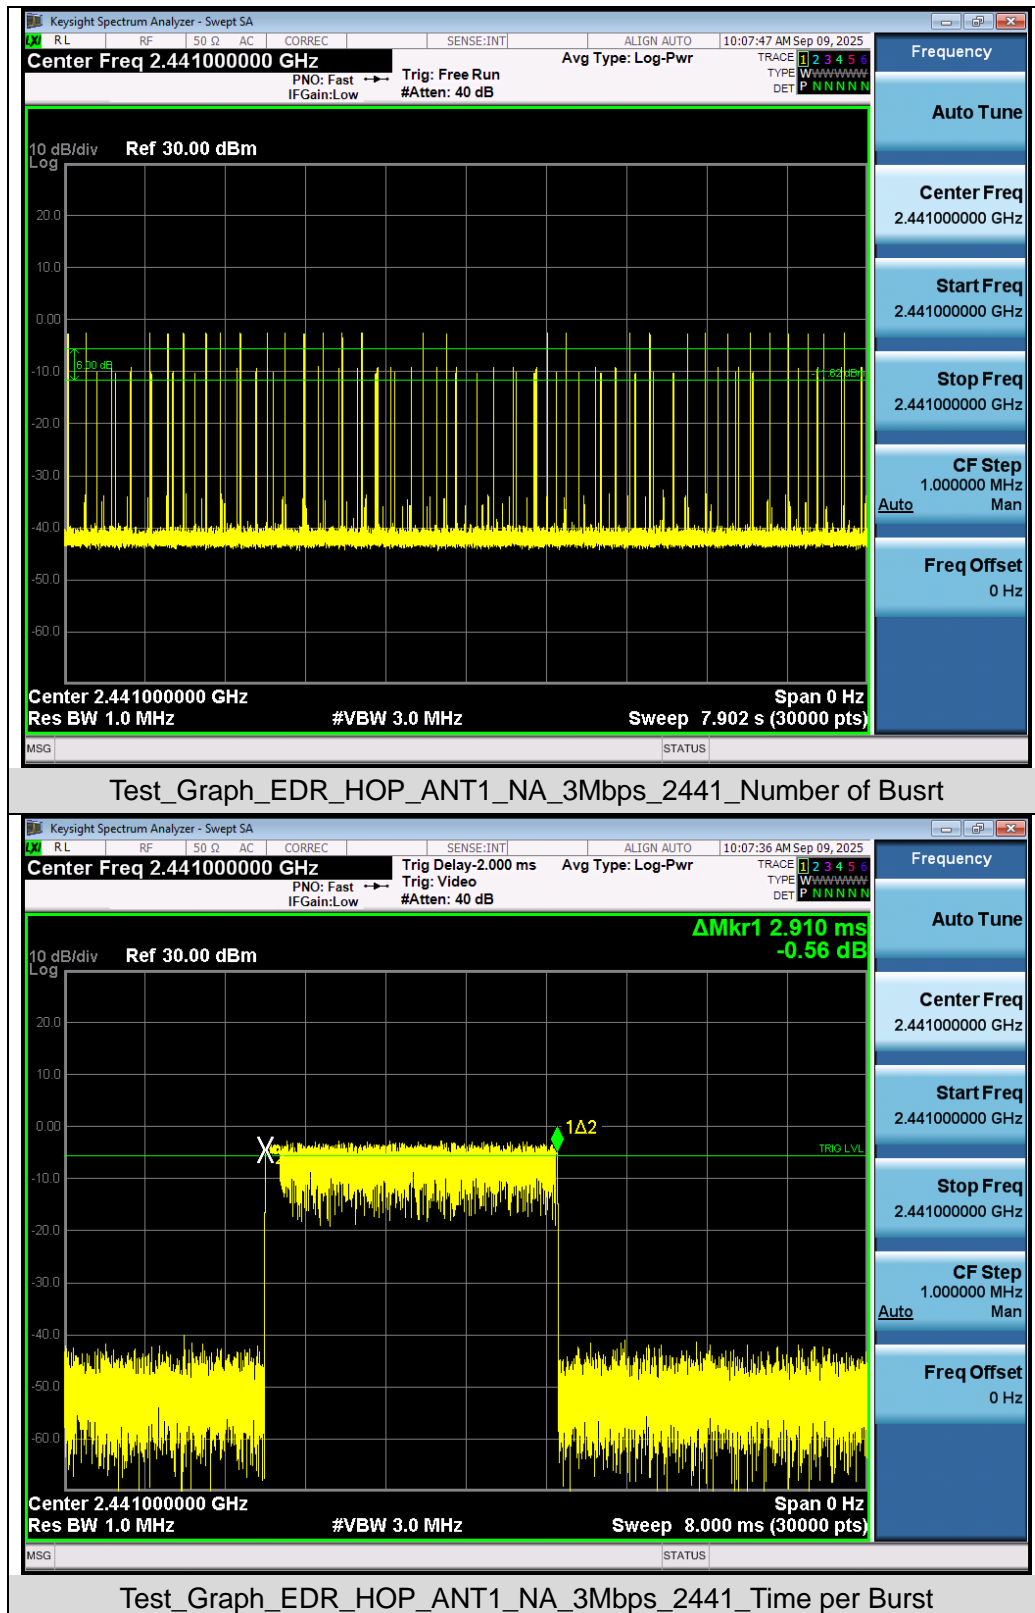 Keysight Spectrum Analyzer - Swept SA
LXI RL RF 50 Ω AC CORREC SENSE:INT ALIGN AUTO 10:07:47 AM Sep 09, 2025
Center Freq 2.441000000 GHz
PNO: Fast
IFGain:Low
Trig: Free Run
#Atten: 40 dB
Avg Type: Log-Pwr
TRACE 1 2 3 4 5 6
TYPE WWWWWW
DET P N N N N N
Frequency
Auto Tune
Center Freq
2.441000000 GHz
Start Freq
2.441000000 GHz
Stop Freq
2.441000000 GHz
CF Step
1.000000 MHz
Auto Man
Freq Offset
0 Hz
10 dB/div Ref 30.00 dBm
Log
20.0
10.0
0.00
6.00 dB
-10.0
-20.0
-30.0
-40.0
-50.0
-60.0
Center 2.441000000 GHz Span 0 Hz
Res BW 1.0 MHz #VBW 3.0 MHz Sweep 7.902 s (30000 pts)
MSG STATUS
Test_Graph_EDR_HOP_ANT1_NA_3Mbps_2441_Number of Busrt
Keysight Spectrum Analyzer - Swept SA
LXI RL RF 50 Ω AC CORREC SENSE:INT ALIGN AUTO 10:07:36 AM Sep 09, 2025
Center Freq 2.441000000 GHz
PNO: Fast
IFGain:Low
Trig Delay-2.000 ms
Trig: Video
#Atten: 40 dB
Avg Type: Log-Pwr
TRACE 1 2 3 4 5 6
TYPE WWWWWW
DET P N N N N N
Frequency
Auto Tune
Center Freq
2.441000000 GHz
Start Freq
2.441000000 GHz
Stop Freq
2.441000000 GHz
CF Step
1.000000 MHz
Auto Man
Freq Offset
0 Hz
ΔMkr1 2.910 ms
-0.56 dB
10 dB/div Ref 30.00 dBm
Log
20.0
10.0
0.00
1Δ2
TRIG LVL
-10.0
-20.0
-30.0
-40.0
-50.0
-60.0
Center 2.441000000 GHz Span 0 Hz
Res BW 1.0 MHz #VBW 3.0 MHz Sweep 8.000 ms (30000 pts)
MSG STATUS
Test_Graph_EDR_HOP_ANT1_NA_3Mbps_2441_Time per Burst